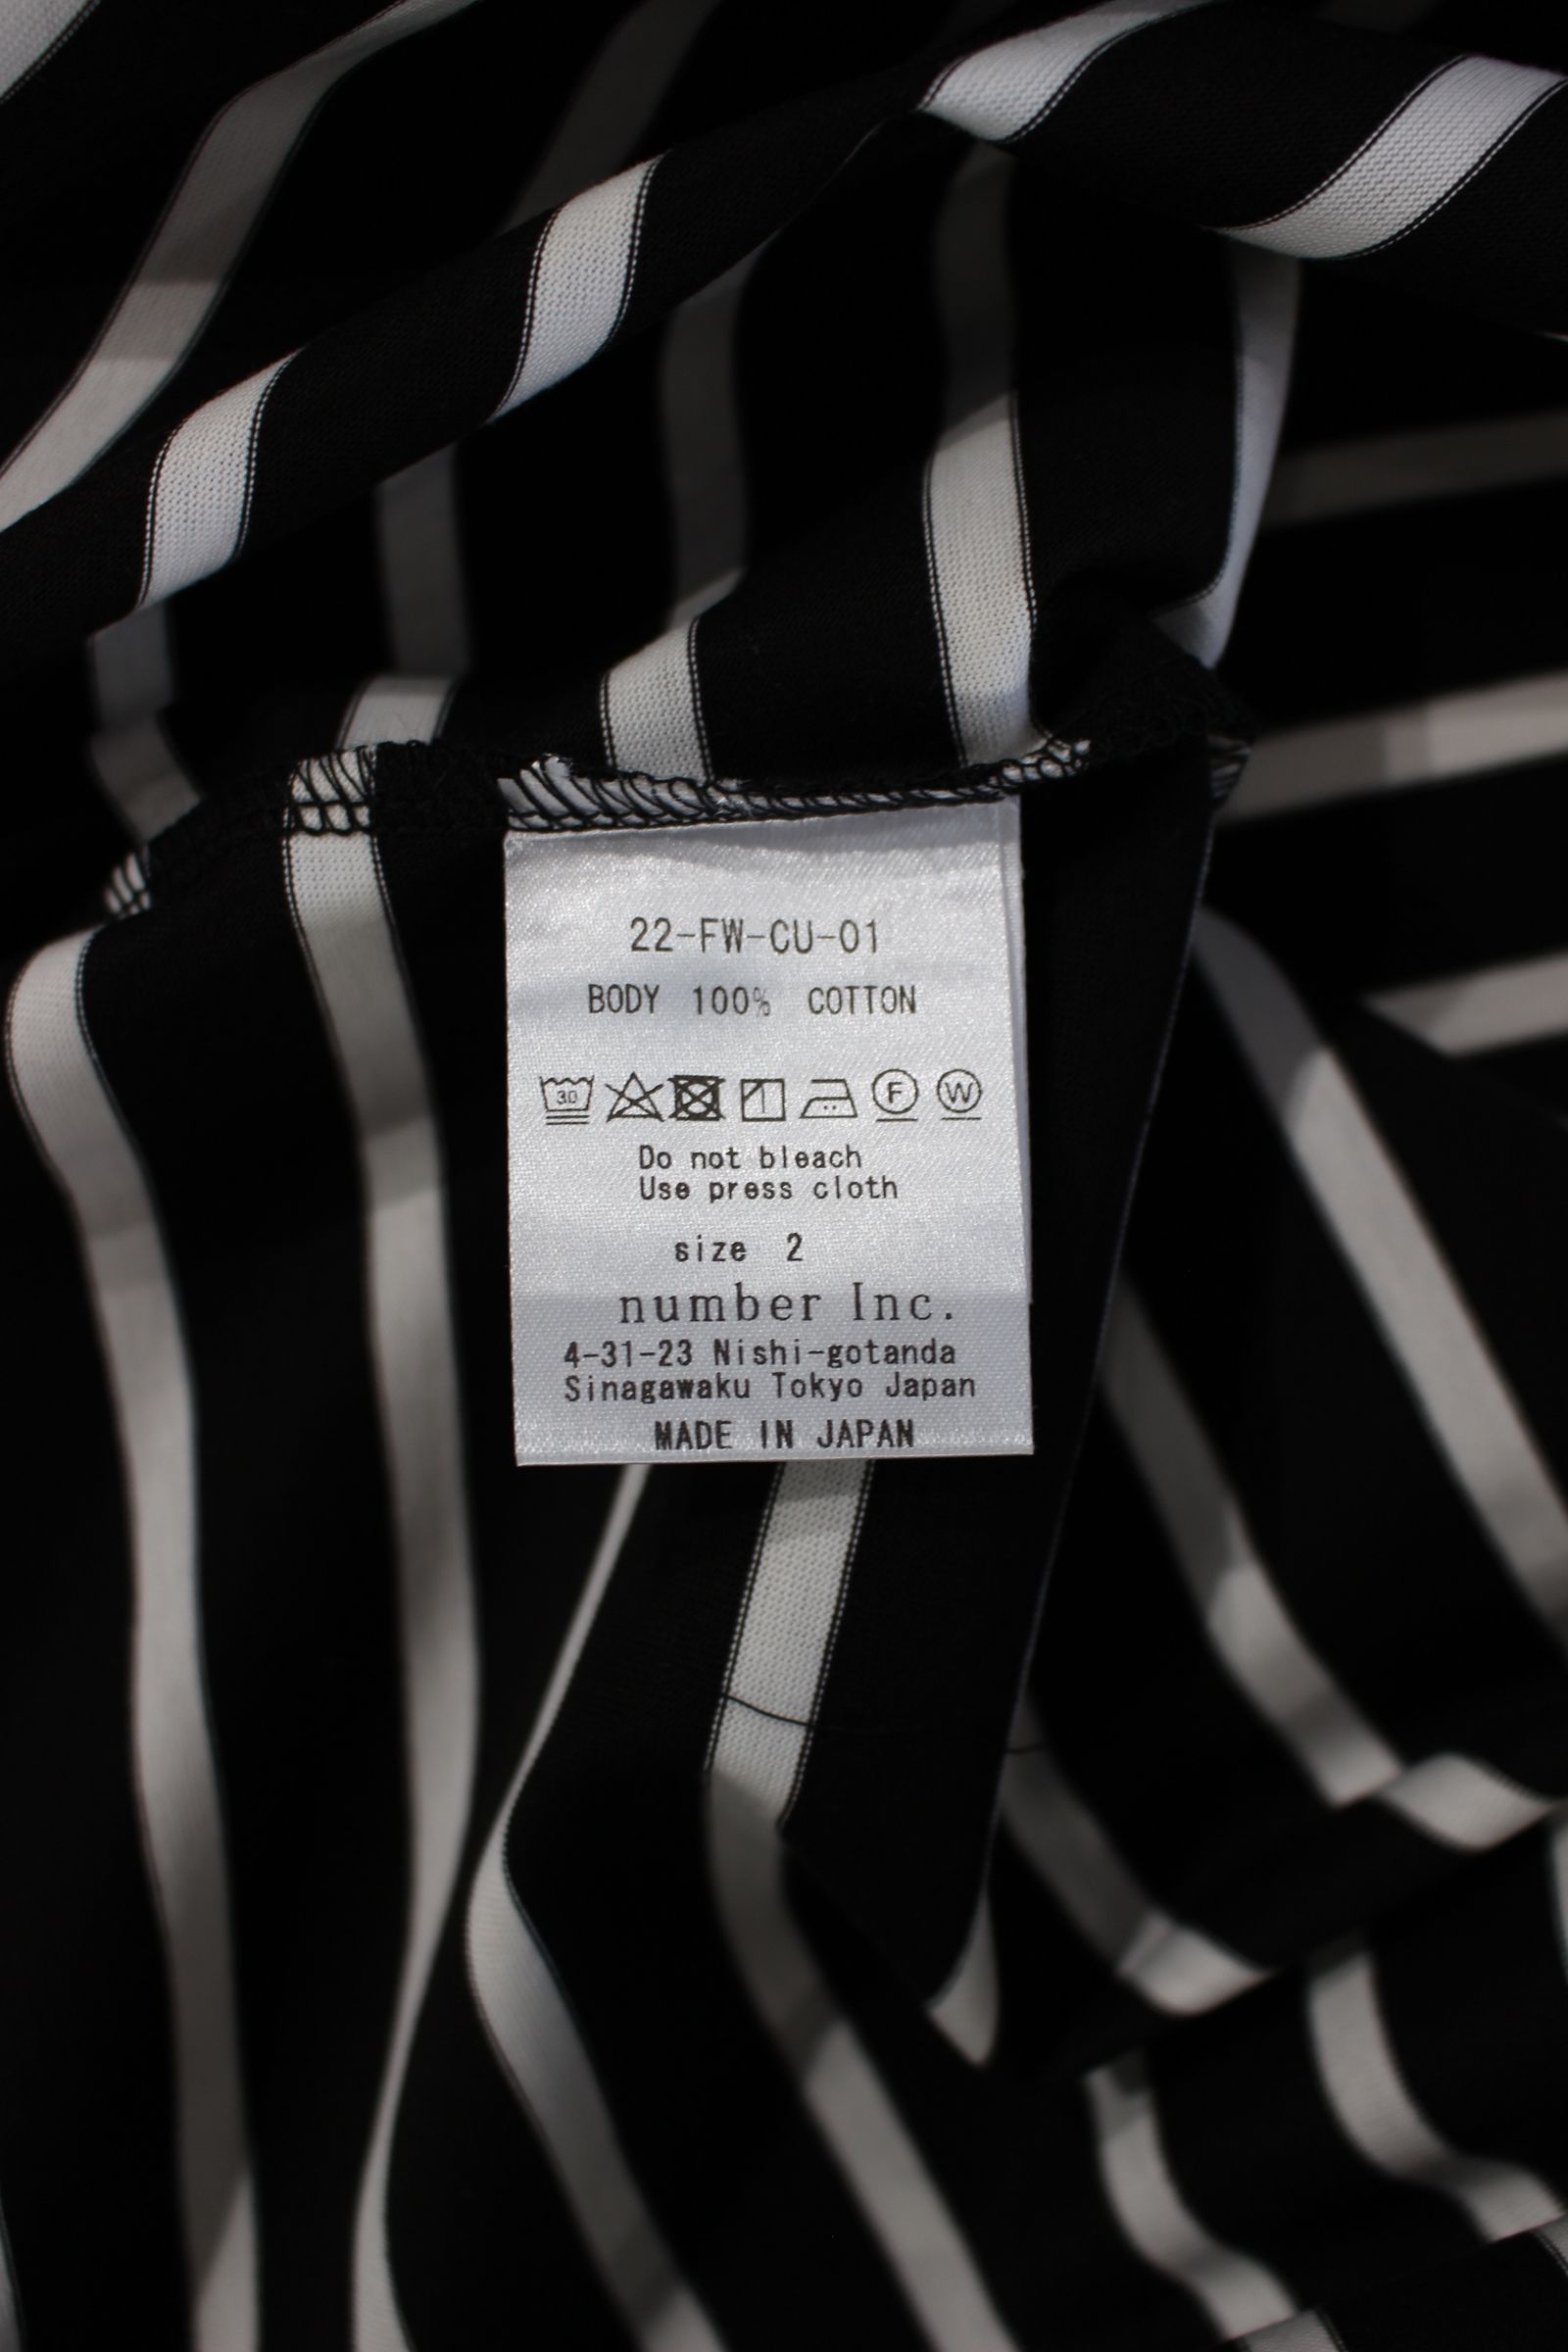 22-FW-CU-01
BODY 100% COTTON
30 F W
Do not bleach
Use press cloth
size 2
number Inc.
4-31-23 Nishi-gotanda
Sinagawaku Tokyo Japan
MADE IN JAPAN